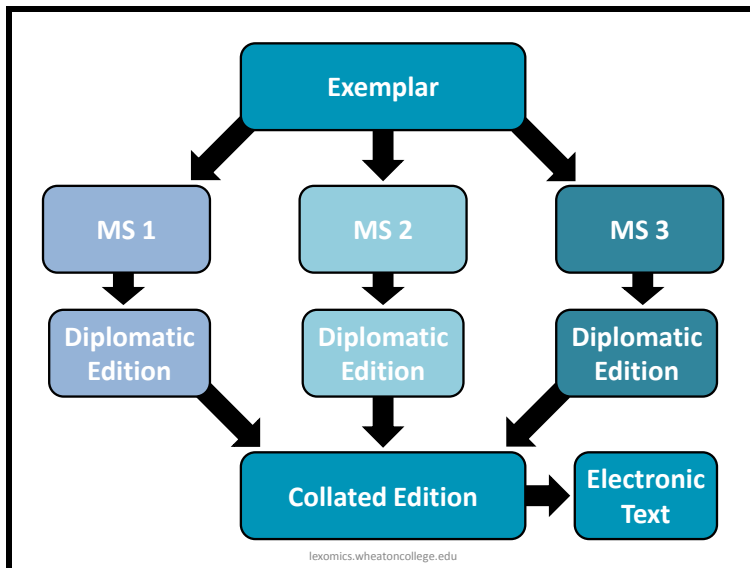 Exemplar
MS 1
MS 2
MS 3
Diplomatic
Edition
Diplomatic
Edition
Diplomatic
Edition
Collated Edition
Electronic
Text
lexomics.wheatoncollege.edu